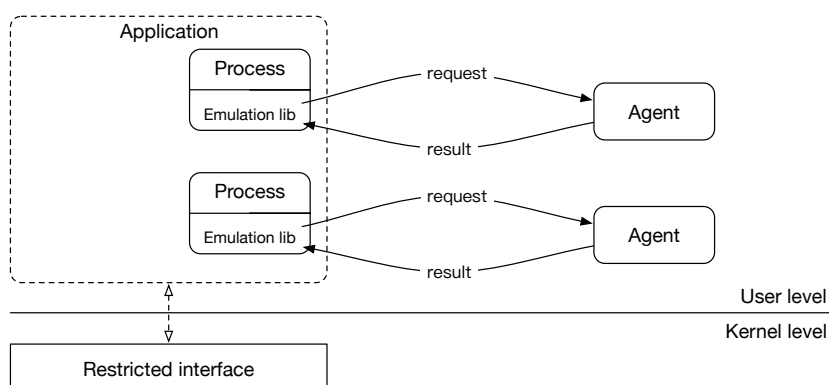 Application
Process
Emulation lib
request
result
Agent
Process
Emulation lib
request
result
Agent
User level
Kernel level
Restricted interface